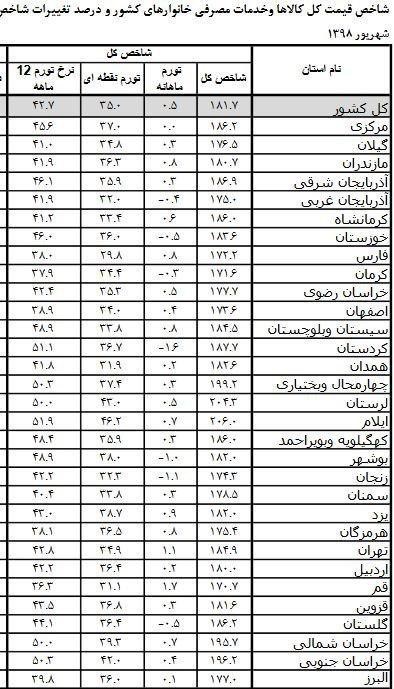 شاخص قیمت کل کالاها وخدمات مصرفی خانوارهای کشور و درصد تغییرات شاخص
شهریور ۱۳۹۸
نام استان شاخص کل
شاخص کل تورم ماهانه تورم نقطه ای نرخ تورم 12 ماهه
کل کشور ۱۸۱.۷ ۰.۵ ۳۵.۰ ۴۲.۷
مرکزی ۱۸۶.۲ ۰.۰ ۳۷.۰ ۴۵.۶
گیلان ۱۷۶.۵ ۰.۳ ۳۴.۸ ۴۱.۰
مازندران ۱۸۰.۷ ۰.۸ ۳۶.۳ ۴۱.۹
آذربایجان شرقی ۱۸۶.۹ ۰.۳ ۳۵.۹ ۴۶.۱
آذربایجان غربی ۱۷۵.۰ -۰.۴ ۳۲.۰ ۴۱.۹
کرمانشاه ۱۸۶.۰ ۰.۶ ۳۳.۴ ۴۱.۲
خوزستان ۱۸۳.۶ -۰.۵ ۳۶.۰ ۴۶.۰
فارس ۱۷۲.۲ ۰.۸ ۲۹.۸ ۳۸.۰
کرمان ۱۷۱.۶ -۰.۳ ۳۴.۴ ۳۷.۹
خراسان رضوی ۱۷۷.۷ ۰.۵ ۳۵.۳ ۴۲.۴
اصفهان ۱۷۳.۶ ۰.۴ ۳۴.۰ ۳۸.۹
سیستان وبلوچستان ۱۸۴.۵ ۰.۸ ۳۳.۸ ۴۸.۹
کردستان ۱۸۷.۷ -۱.۶ ۳۶.۷ ۵۱.۱
همدان ۱۸۲.۶ ۰.۲ ۳۱.۹ ۴۱.۸
چهارمحال وبختیاری ۱۹۹.۲ ۰.۳ ۳۷.۴ ۵۰.۳
لرستان ۲۰۴.۳ ۰.۵ ۴۳.۰ ۵۰.۰
ایلام ۲۰۶.۰ ۰.۷ ۴۶.۲ ۵۱.۹
کهگیلویه وبویراحمد ۱۸۶.۰ ۰.۳ ۳۵.۹ ۴۸.۴
بوشهر ۱۸۲.۰ -۱.۰ ۳۸.۰ ۴۸.۹
زنجان ۱۷۴.۳ -۱.۱ ۳۲.۳ ۴۲.۲
سمنان ۱۷۸.۵ ۰.۳ ۳۳.۸ ۴۰.۴
یزد ۱۸۲.۰ ۰.۹ ۳۸.۷ ۴۳.۰
هرمزگان ۱۷۵.۴ ۰.۸ ۳۶.۵ ۳۸.۱
تهران ۱۸۴.۹ ۱.۱ ۳۴.۹ ۴۲.۸
اردبیل ۱۸۰.۰ ۰.۲ ۳۶.۴ ۴۲.۲
قم ۱۷۰.۷ ۱.۷ ۳۱.۱ ۳۶.۳
قزوین ۱۸۱.۶ ۰.۳ ۳۶.۸ ۴۳.۵
گلستان ۱۸۶.۲ -۰.۵ ۳۶.۴ ۴۴.۱
خراسان شمالی ۱۹۵.۷ ۰.۷ ۳۹.۳ ۵۰.۰
خراسان جنوبی ۱۹۶.۲ ۰.۴ ۴۲.۰ ۵۰.۳
البرز ۱۷۷.۰ ۰.۱ ۳۶.۰ ۳۹.۸